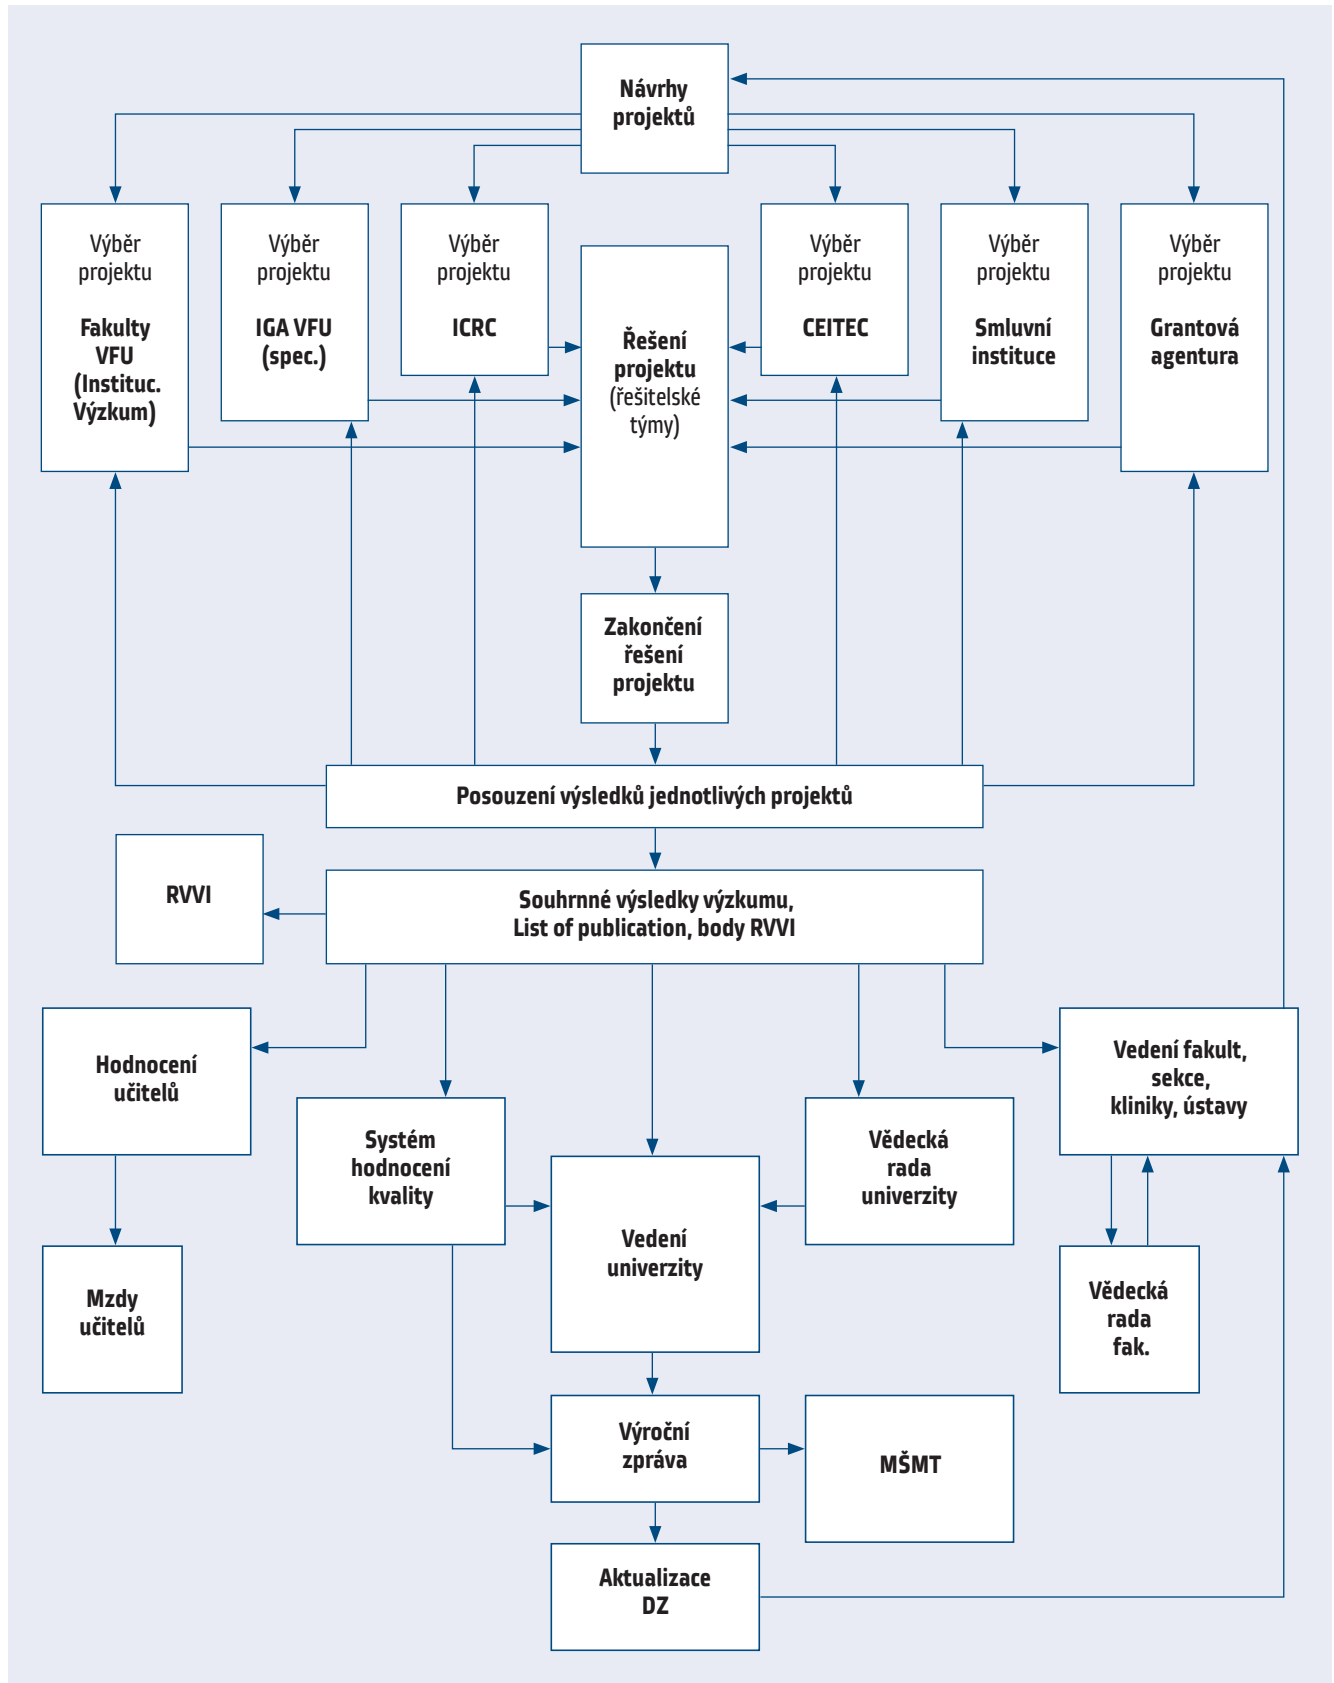 Návrhy
projektů
Výběr
projektu
Fakulty
VFU
(Instituc.
Výzkum)
Výběr
projektu
IGA VFU
(spec.)
Výběr
projektu
ICRC
Řešení
projektu
(řešitelské
týmy)
Výběr
projektu
CEITEC
Výběr
projektu
Smluvní
instituce
Výběr
projektu
Grantová
agentura
Zakončení
řešení
projektu
Posouzení výsledků jednotlivých projektů
RVVI
Souhrnné výsledky výzkumu,
List of publication, body RVVI
Hodnocení
učitelů
Systém
hodnocení
kvality
Vedení
univerzity
Vědecká
rada
univerzity
Vedení fakult,
sekce,
kliniky, ústavy
Mzdy
učitelů
Vědecká
rada
fak.
Výroční
zpráva
MŠMT
Aktualizace
DZ